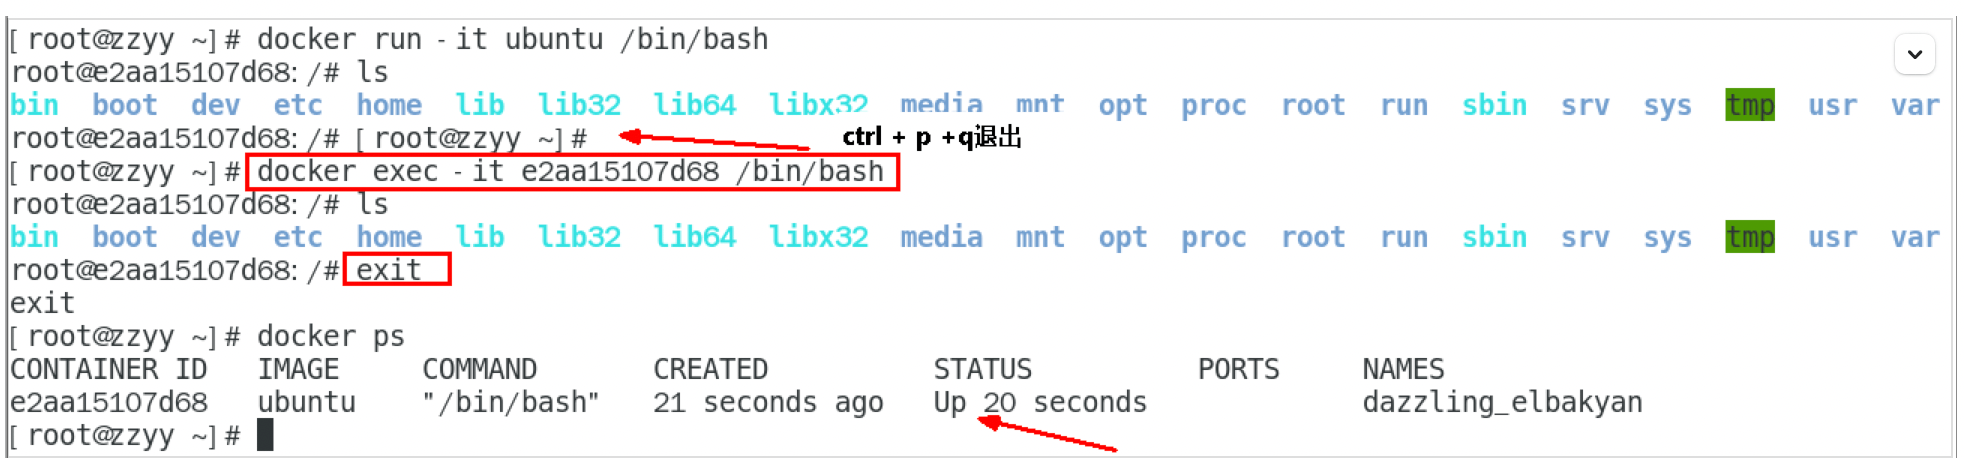 [root@zzyy ~]# docker run -it ubuntu /bin/bash
root@e2aa15107d68:/# ls
bin boot dev etc home lib lib32 lib64 libx32 media mnt opt proc root run sbin srv sys tmp usr var
root@e2aa15107d68:/# [root@zzyy ~]# ctrl + p +q退出
[root@zzyy ~]# docker exec -it e2aa15107d68 /bin/bash
root@e2aa15107d68:/# ls
bin boot dev etc home lib lib32 lib64 libx32 media mnt opt proc root run sbin srv sys tmp usr var
root@e2aa15107d68:/# exit
exit
[root@zzyy ~]# docker ps
CONTAINER ID IMAGE COMMAND CREATED STATUS PORTS NAMES
e2aa15107d68 ubuntu "/bin/bash" 21 seconds ago Up 20 seconds dazzling_elbakyan
[root@zzyy ~]#